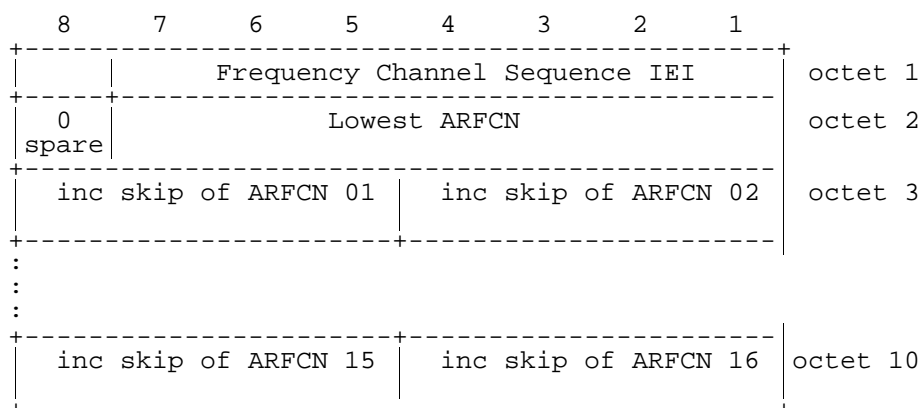 8 7 6 5 4 3 2 1
Frequency Channel Sequence IEI octet 1
0 Lowest ARFCN octet 2
spare
inc skip of ARFCN 01 inc skip of ARFCN 02 octet 3
:
:
:
inc skip of ARFCN 15 inc skip of ARFCN 16 octet 10